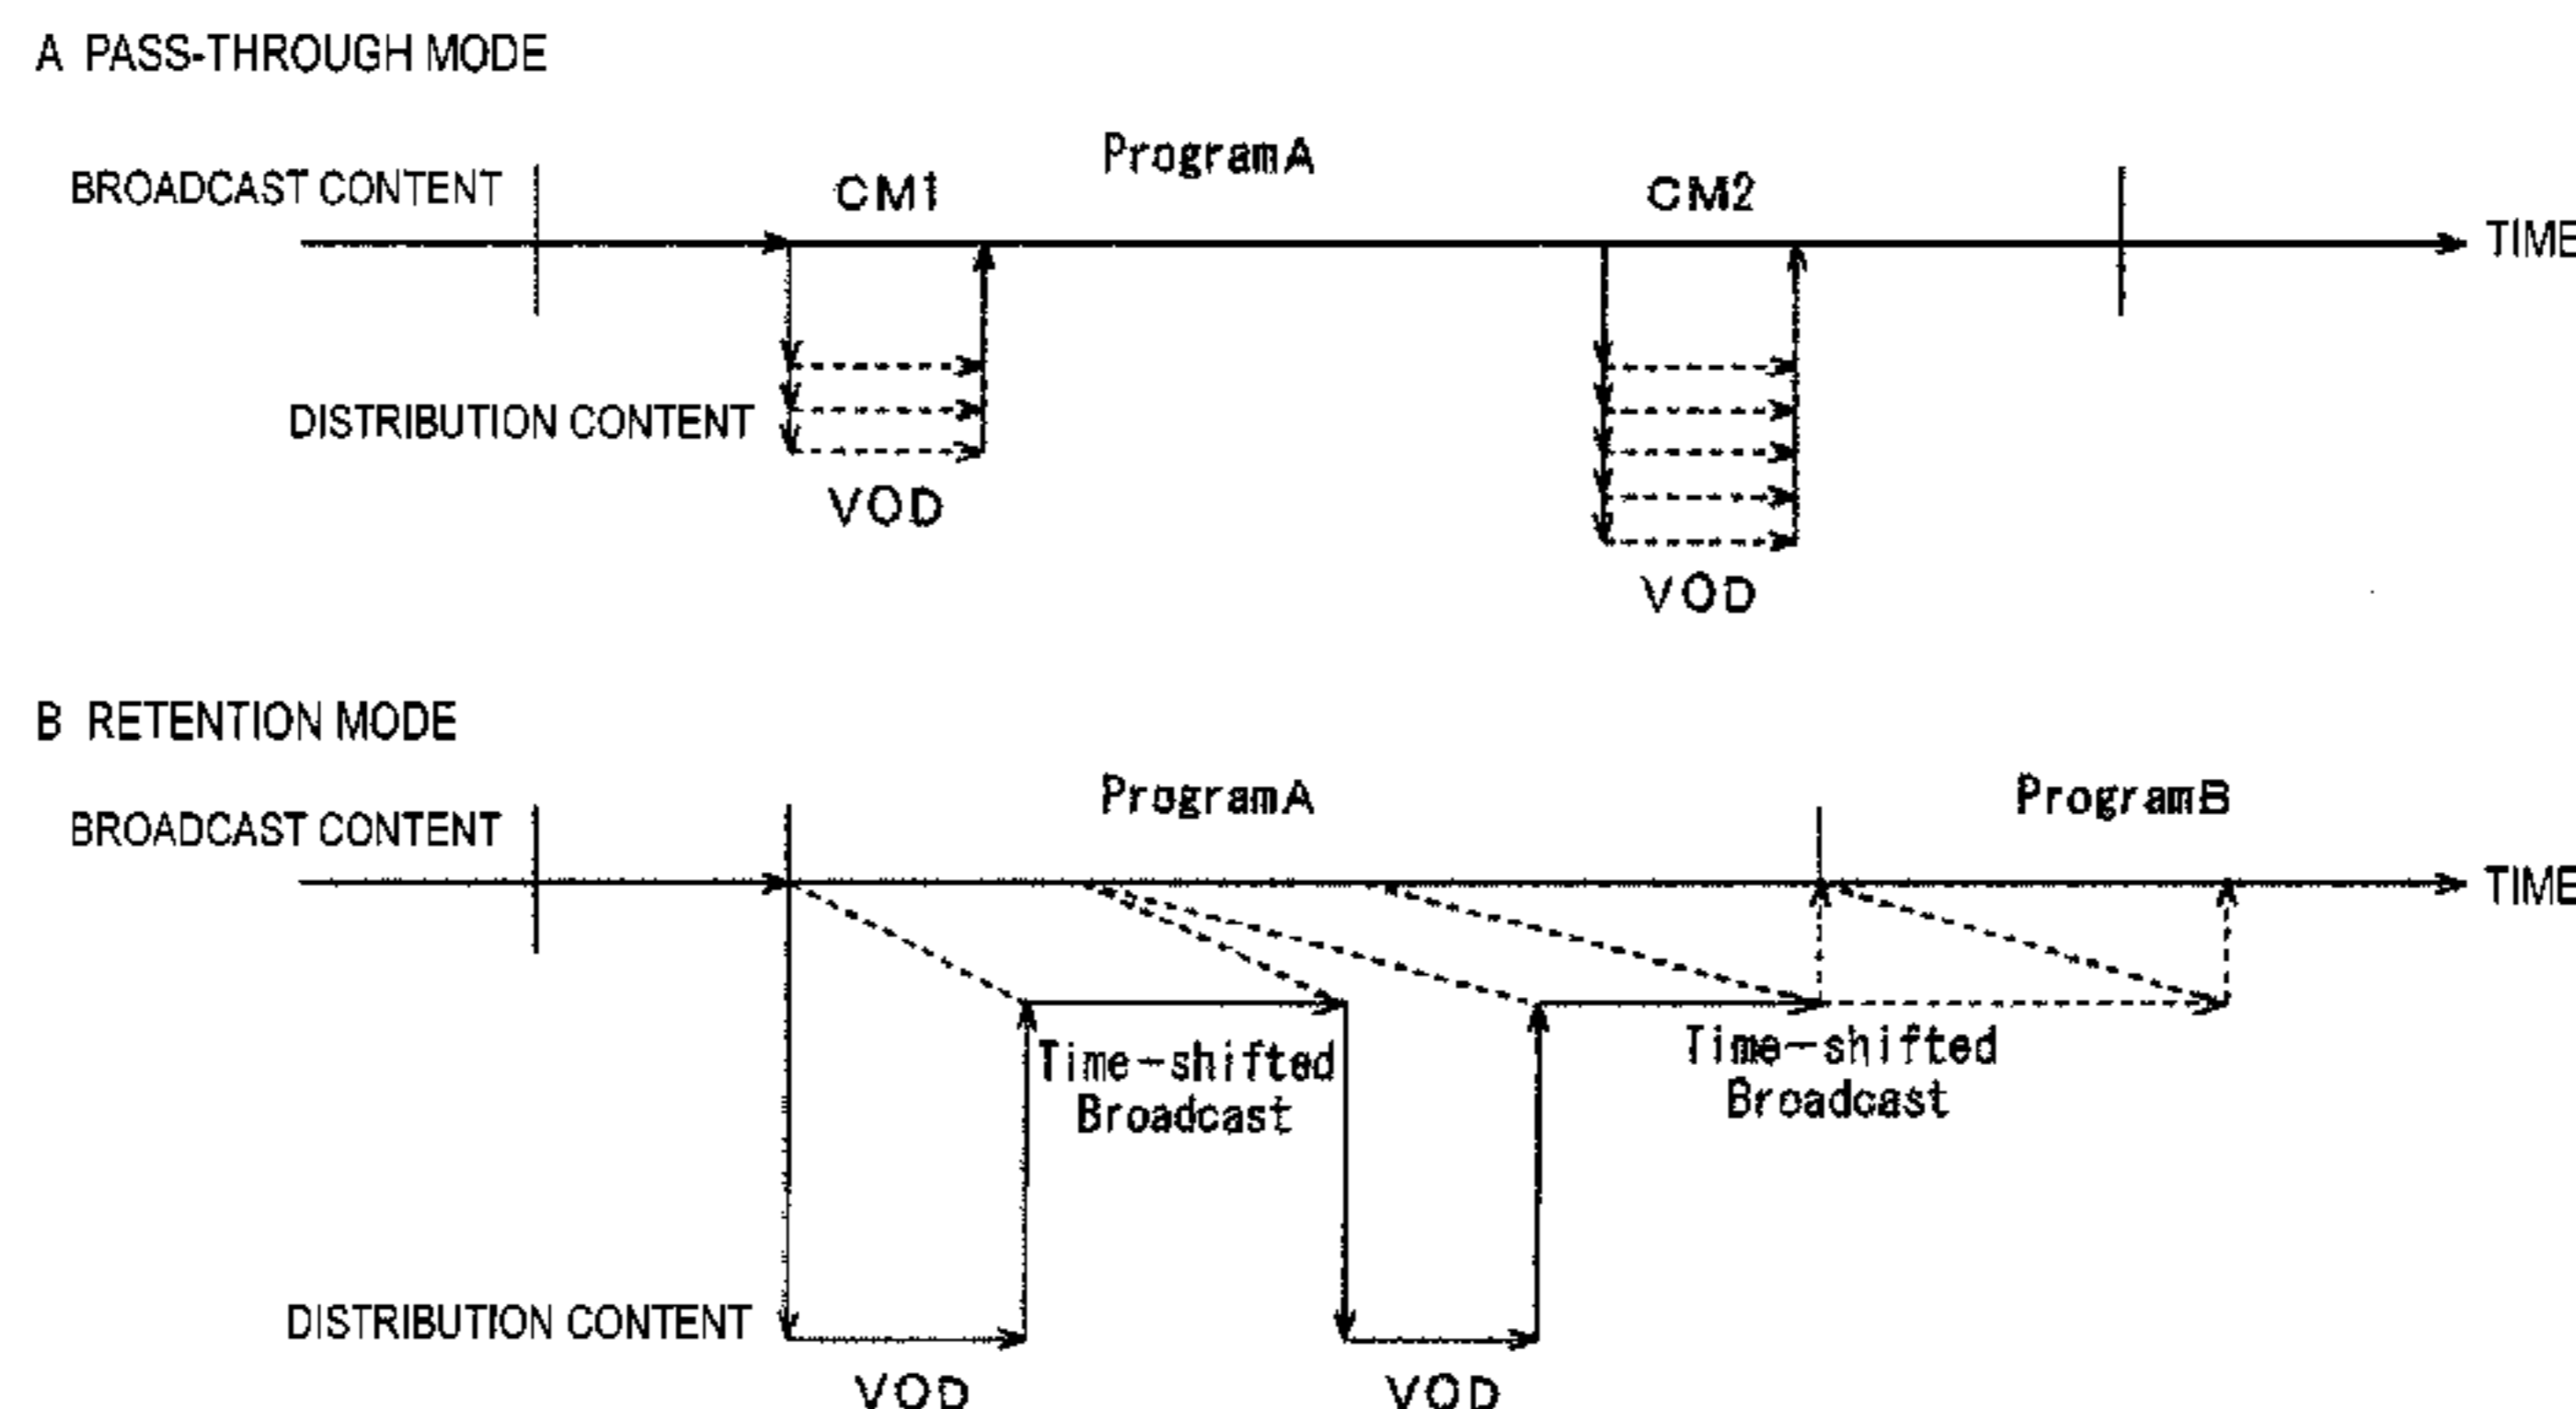 A PASS-THROUGH MODE
ProgramA
BROADCAST CONTENT
CM1
CM2
TIME
DISTRIBUTION CONTENT
VOD
VOD
B RETENTION MODE
ProgramA
ProgramB
BROADCAST CONTENT
TIME
Time-shifted
Broadcast
Time-shifted
Broadcast
DISTRIBUTION CONTENT
VOD
VOD